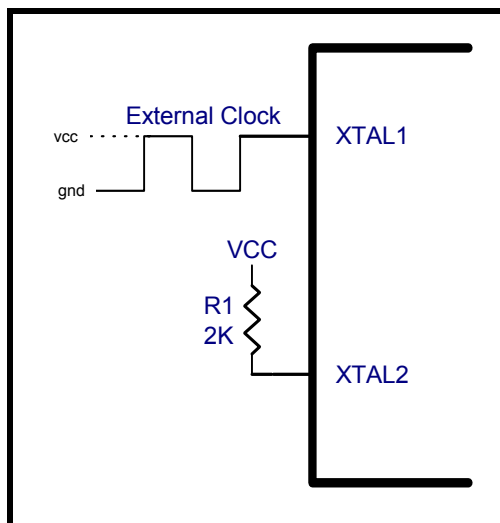 External Clock
vcc
XTAL1
gnd
VCC
R1
2K
XTAL2